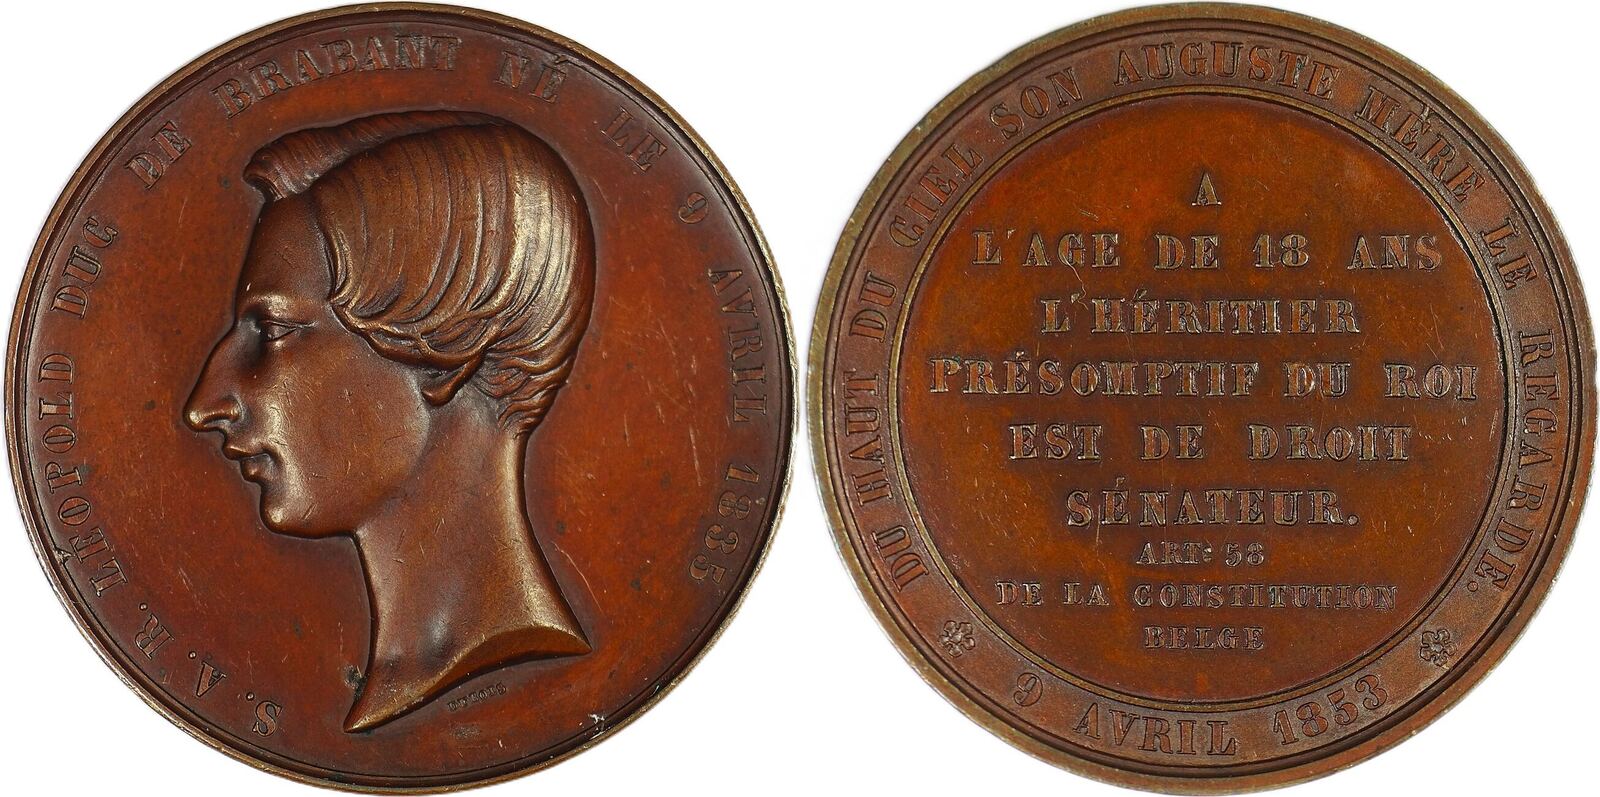 S. A. R. LÉOPOLD DUC DE BRABANT NÉ LE 9 AVRIL 1835
DU HAUT DU CIEL SON AUGUSTE MÈRE LE REGARDE.
A
L'AGE DE 18 ANS
L'HÉRITIER
PRÉSOMPTIF DU ROI
EST DE DROIT
SÉNATEUR.
ART: 58
DE LA CONSTITUTION
BELGE
9 AVRIL 1853